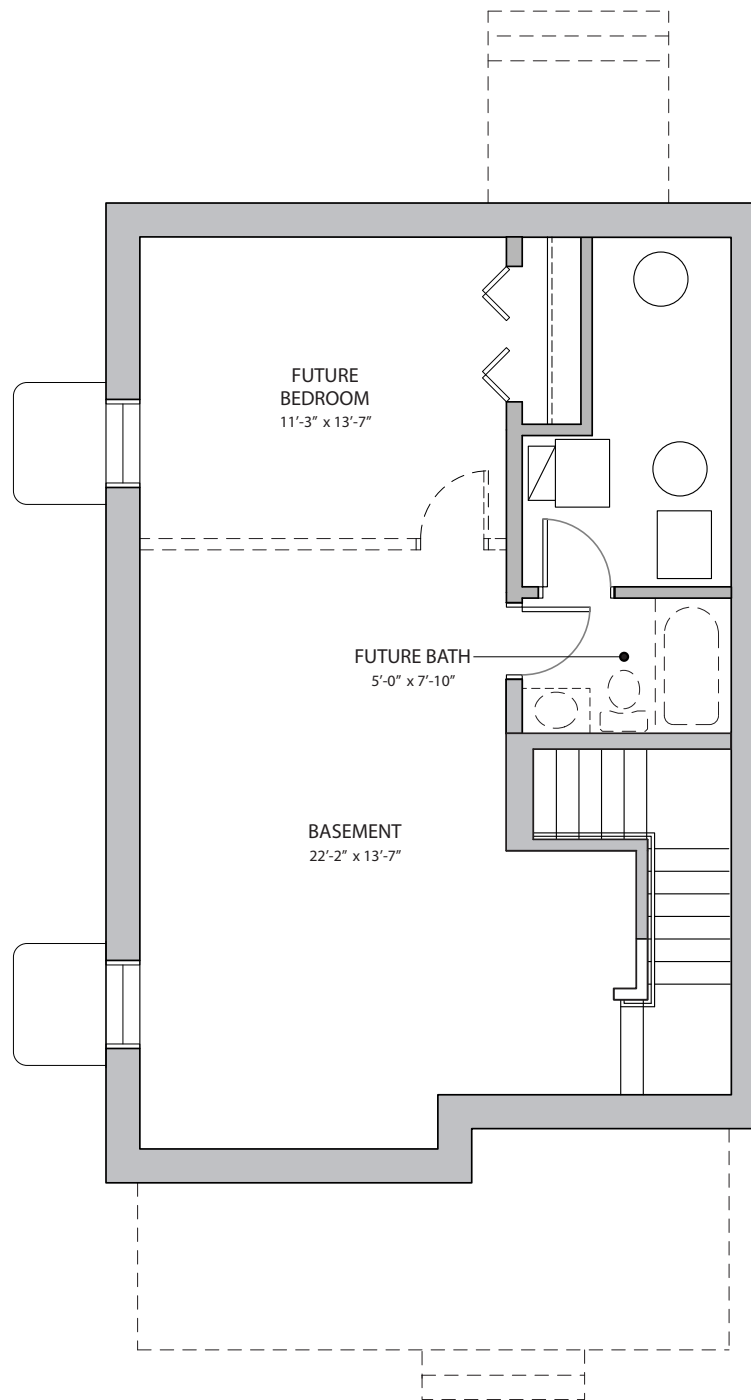 FUTURE
BEDROOM
11’-3” x 13’-7”
FUTURE BATH
5’-0” x 7’-10”
BASEMENT
22’-2” x 13’-7”